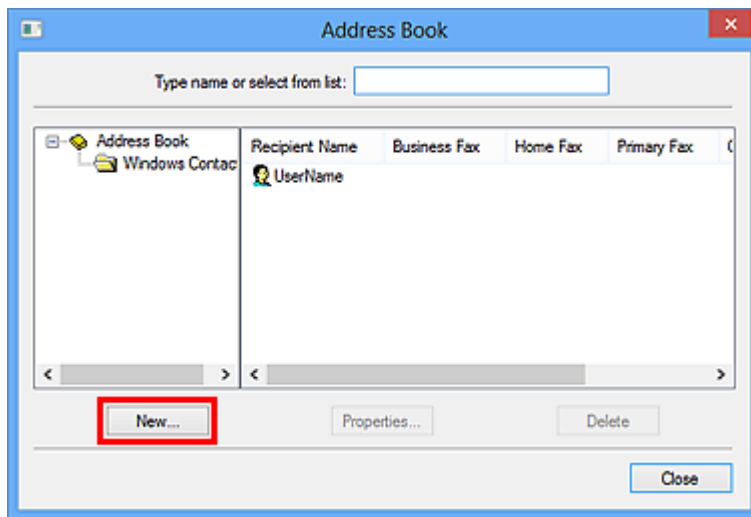 Address Book
Type name or select from list:
Address Book
Windows Contac
Recipient Name Business Fax Home Fax Primary Fax
UserName
New... Properties... Delete
Close